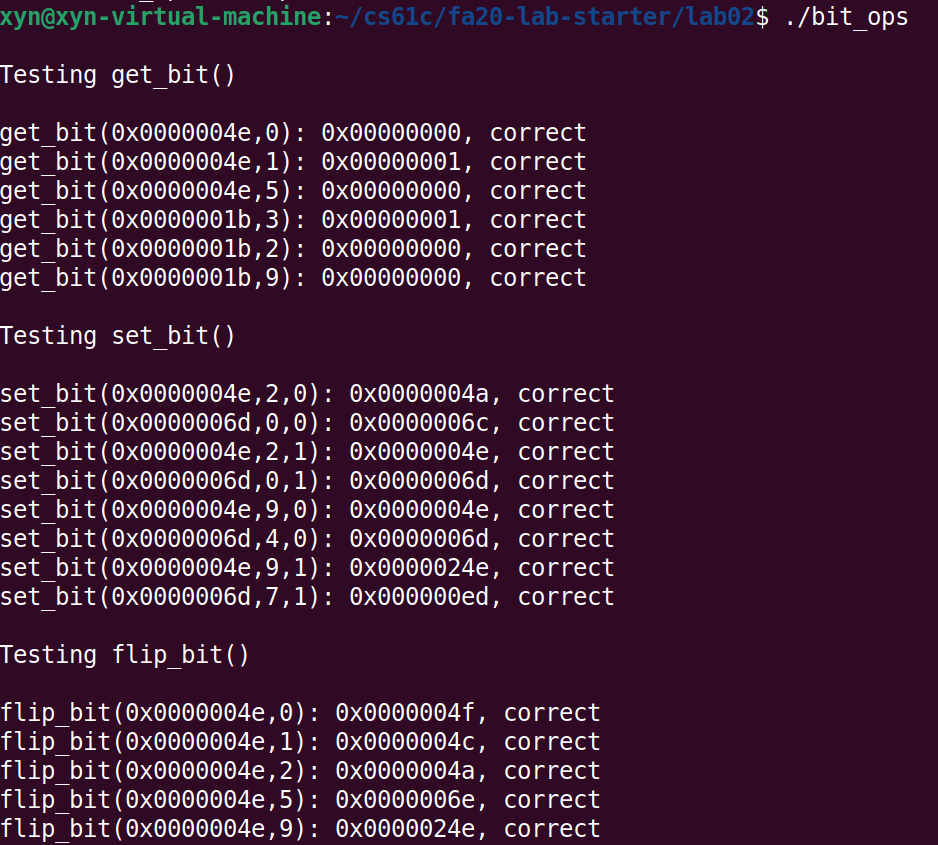 xyn@xyn-virtual-machine:~/cs61c/fa20-lab-starter/lab02$ ./bit_ops
Testing get_bit()
get_bit(0x0000004e,0): 0x00000000, correct
get_bit(0x0000004e,1): 0x00000001, correct
get_bit(0x0000004e,5): 0x00000000, correct
get_bit(0x0000001b,3): 0x00000001, correct
get_bit(0x0000001b,2): 0x00000000, correct
get_bit(0x0000001b,9): 0x00000000, correct
Testing set_bit()
set_bit(0x0000004e,2,0): 0x0000004a, correct
set_bit(0x0000006d,0,0): 0x0000006c, correct
set_bit(0x0000004e,2,1): 0x0000004e, correct
set_bit(0x0000006d,0,1): 0x0000006d, correct
set_bit(0x0000004e,9,0): 0x0000004e, correct
set_bit(0x0000006d,4,0): 0x0000006d, correct
set_bit(0x0000004e,9,1): 0x0000024e, correct
set_bit(0x0000006d,7,1): 0x000000ed, correct
Testing flip_bit()
flip_bit(0x0000004e,0): 0x0000004f, correct
flip_bit(0x0000004e,1): 0x0000004c, correct
flip_bit(0x0000004e,2): 0x0000004a, correct
flip_bit(0x0000004e,5): 0x0000006e, correct
flip_bit(0x0000004e,9): 0x0000024e, correct